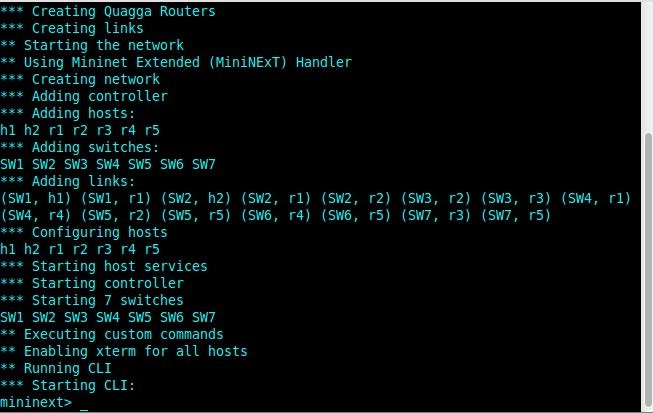 *** Creating Quagga Routers
*** Creating links
** Starting the network
** Using Mininet Extended (MiniNExT) Handler
*** Creating network
*** Adding controller
*** Adding hosts:
h1 h2 r1 r2 r3 r4 r5
*** Adding switches:
SW1 SW2 SW3 SW4 SW5 SW6 SW7
*** Adding links:
(SW1, h1) (SW1, r1) (SW2, h2) (SW2, r1) (SW2, r2) (SW3, r2) (SW3, r3) (SW4, r1)
(SW4, r4) (SW5, r2) (SW5, r5) (SW6, r4) (SW6, r5) (SW7, r3) (SW7, r5)
*** Configuring hosts
h1 h2 r1 r2 r3 r4 r5
*** Starting host services
*** Starting controller
*** Starting 7 switches
SW1 SW2 SW3 SW4 SW5 SW6 SW7
** Executing custom commands
** Enabling xterm for all hosts
** Running CLI
*** Starting CLI:
mininext> _